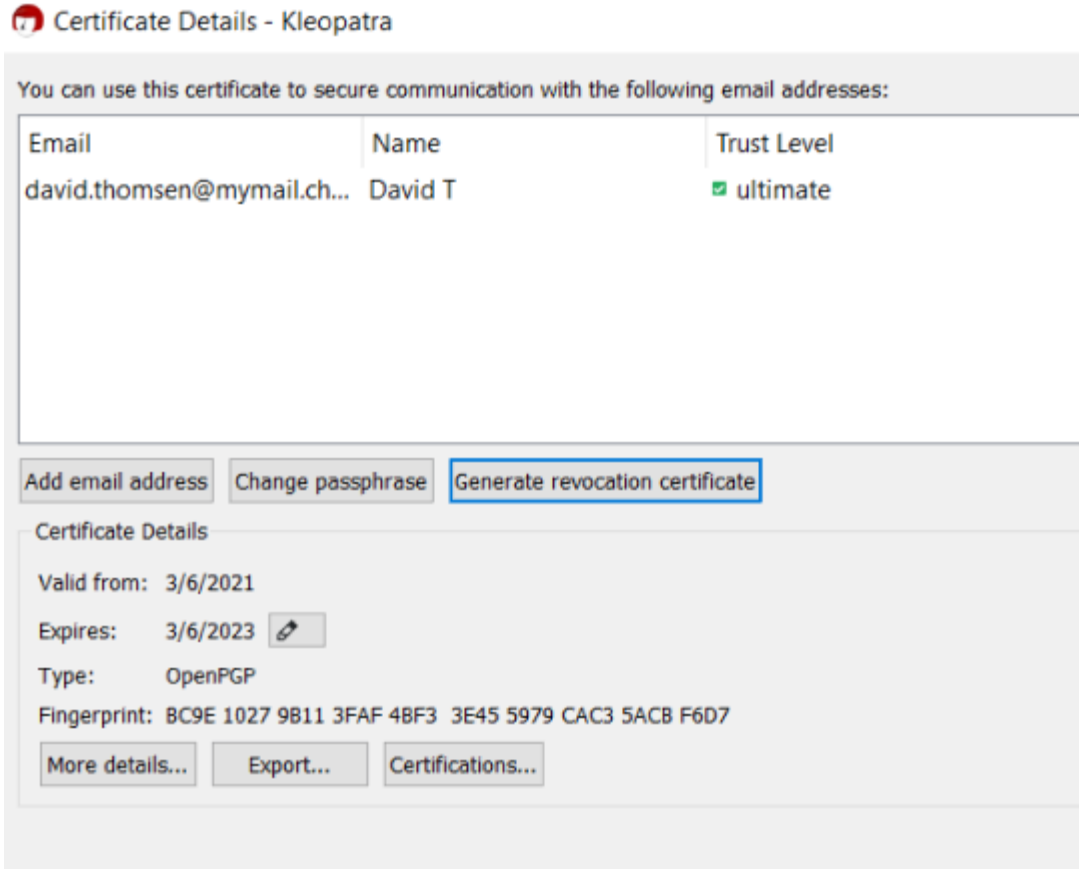 Certificate Details - Kleopatra
You can use this certificate to secure communication with the following email addresses:
Email Name Trust Level
david.thomsen@mymail.ch... David T ultimate
Add email address Change passphrase Generate revocation certificate
Certificate Details
Valid from: 3/6/2021
Expires: 3/6/2023
Type: OpenPGP
Fingerprint: BC9E 1027 9B11 3FAF 4BF3 3E45 5979 CAC3 5ACB F6D7
More details... Export... Certifications...